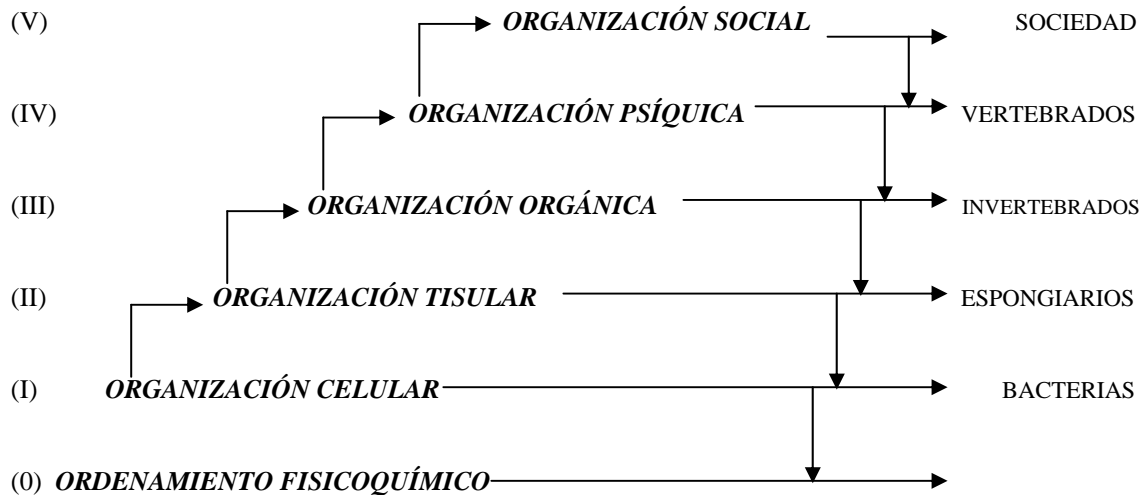 (V) ORGANIZACIÓN SOCIAL SOCIEDAD
(IV) ORGANIZACIÓN PSÍQUICA VERTEBRADOS
(III) ORGANIZACIÓN ORGÁNICA INVERTEBRADOS
(II) ORGANIZACIÓN TISULAR ESPONGIARIOS
(I) ORGANIZACIÓN CELULAR BACTERIAS
(0) ORDENAMIENTO FISICOQUÍMICO